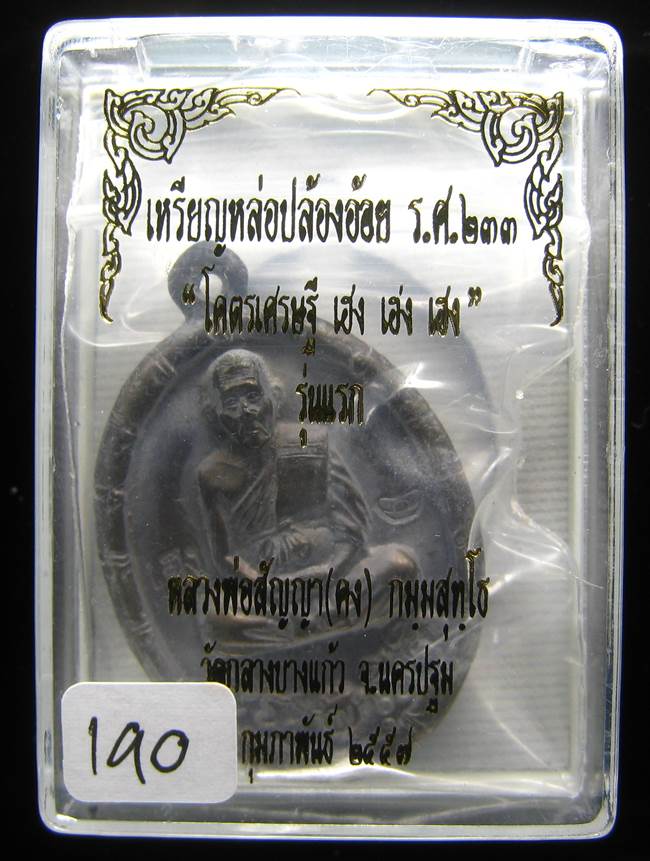 เหรียญหล่อปล้องอ้อย ร.ศ.๒๓๓
“โคตรเศรษฐี เฮง เฮง เฮง”
รุ่นแรก
หลวงพ่อสัญญา(คง) กมฺมสุทฺโธ
วัดกลางบางแก้ว จ.นครปฐม
กุมภาพันธ์ ๒๕๕๗
190